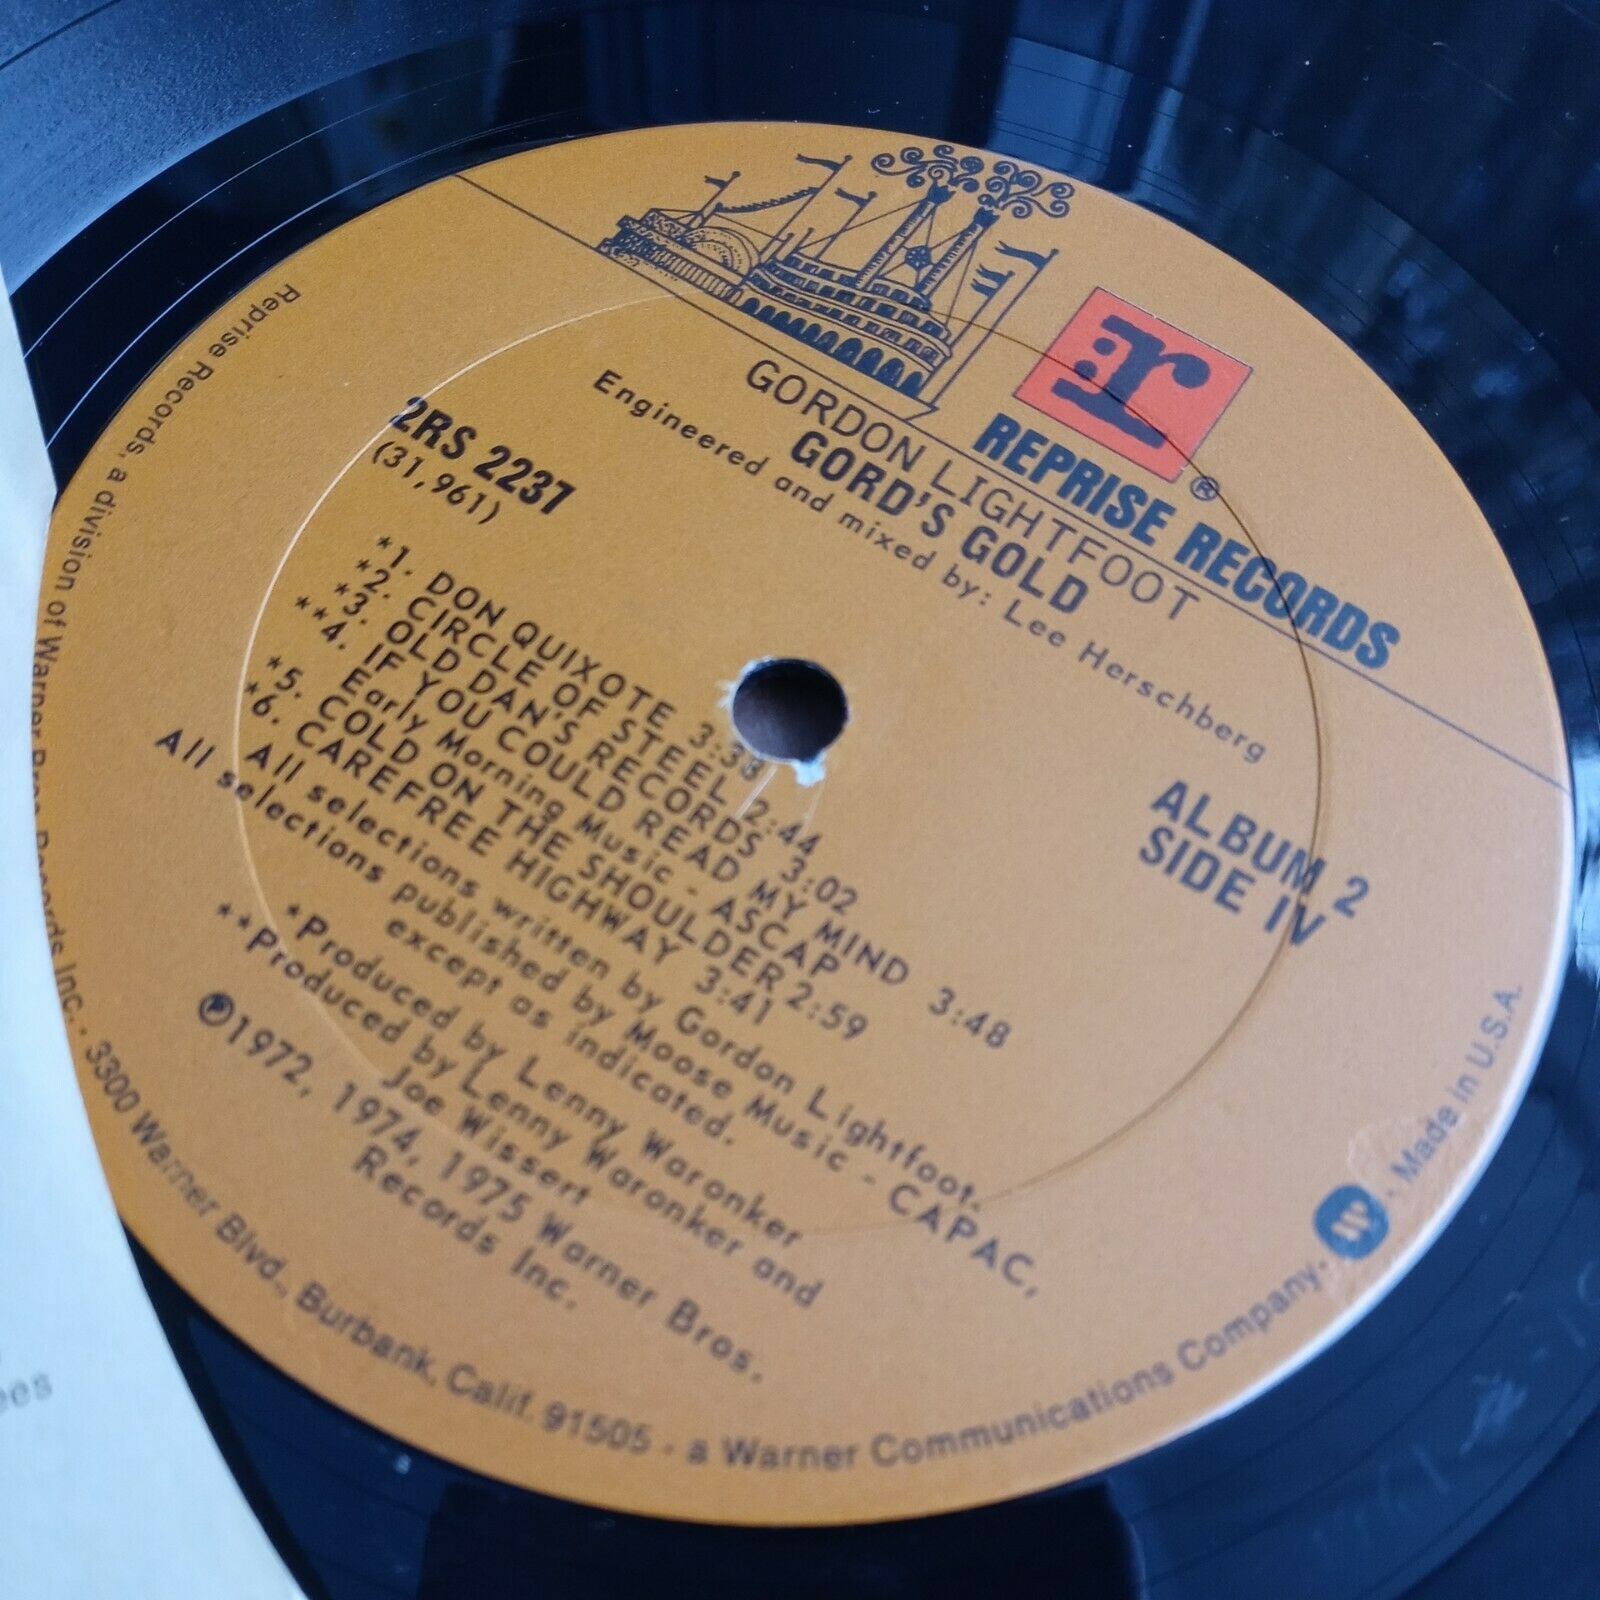 r
®
REPRISE RECORDS
GORDON LIGHTFOOT
GORD'S GOLD
Engineered and mixed by: Lee Herschberg
2RS 2237
(31,961)
ALBUM 2
SIDE IV
*1. DON QUIXOTE 3:38
*2. CIRCLE OF STEEL 2:44
*3. OLD DAN'S RECORDS 3:02
**4. IF YOU COULD READ MY MIND 3:48
Early Morning Music - ASCAP
*5. COLD ON THE SHOULDER 2:59
*6. CAREFREE HIGHWAY 3:41
All selections written by Gordon Lightfoot.
All selections published by Moose Music - CAPAC,
except as indicated.
*Produced by Lenny Waronker
**Produced by Lenny Waronker and
Joe Wissert
℗1972, 1974, 1975 Warner Bros.
Records Inc.
Reprise Records, a division of Warner Bros. Records Inc. · 3300 Warner Blvd., Burbank, Calif. 91505 · a Warner Communications Company · W · Made in U.S.A.